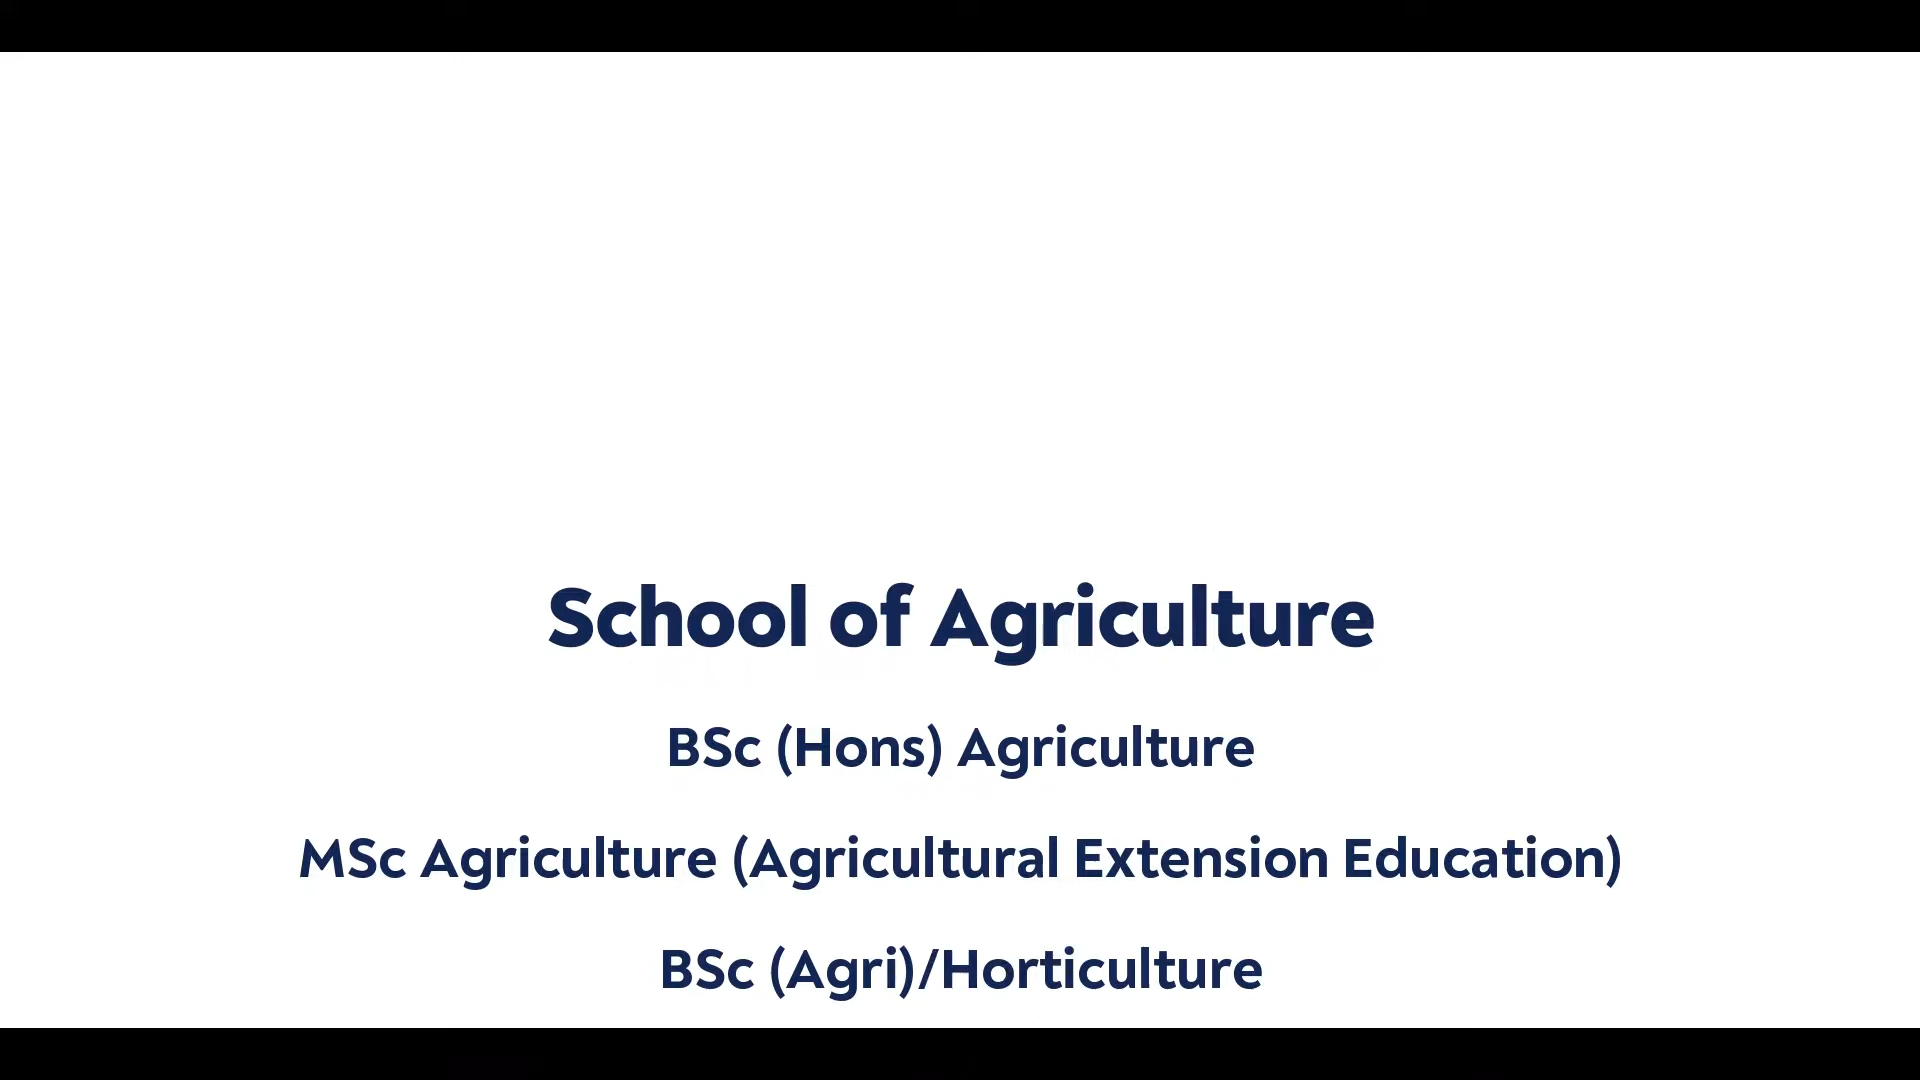 School of Agriculture
BSc (Hons) Agriculture
MSc Agriculture (Agricultural Extension Education)
BSc (Agri)/Horticulture